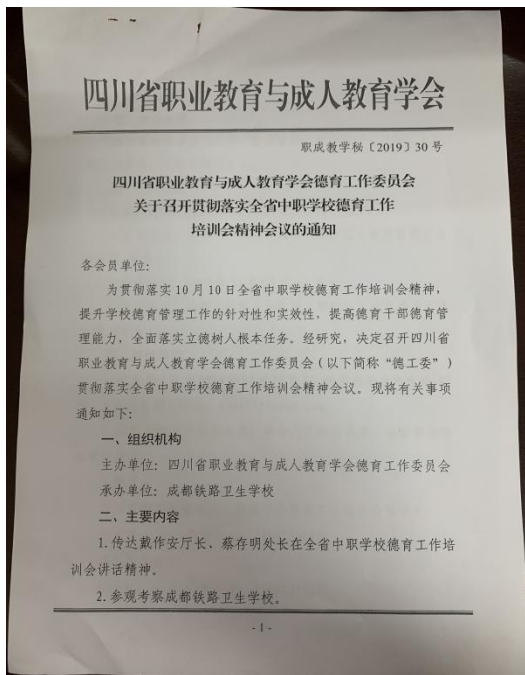 四川省职业教育与成人教育学会
职成教学秘〔2019〕30号
四川省职业教育与成人教育学会德育工作委员会
关于召开贯彻落实全省中职学校德育工作
培训会精神会议的通知
各会员单位：
为贯彻落实10月10日全省中职学校德育工作培训会精神，
提升学校德育管理工作的针对性和实效性，提高德育干部德育管
理能力，全面落实立德树人根本任务。经研究，决定召开四川省
职业教育与成人教育学会德育工作委员会（以下简称“德工委”）
贯彻落实全省中职学校德育工作培训会精神会议。现将有关事项
通知如下：
一、组织机构
主办单位：四川省职业教育与成人教育学会德育工作委员会
承办单位：成都铁路卫生学校
二、主要内容
1.传达戴作安厅长、蔡存明处长在全省中职学校德育工作培
训会讲话精神。
2.参观考察成都铁路卫生学校。
- 1 -